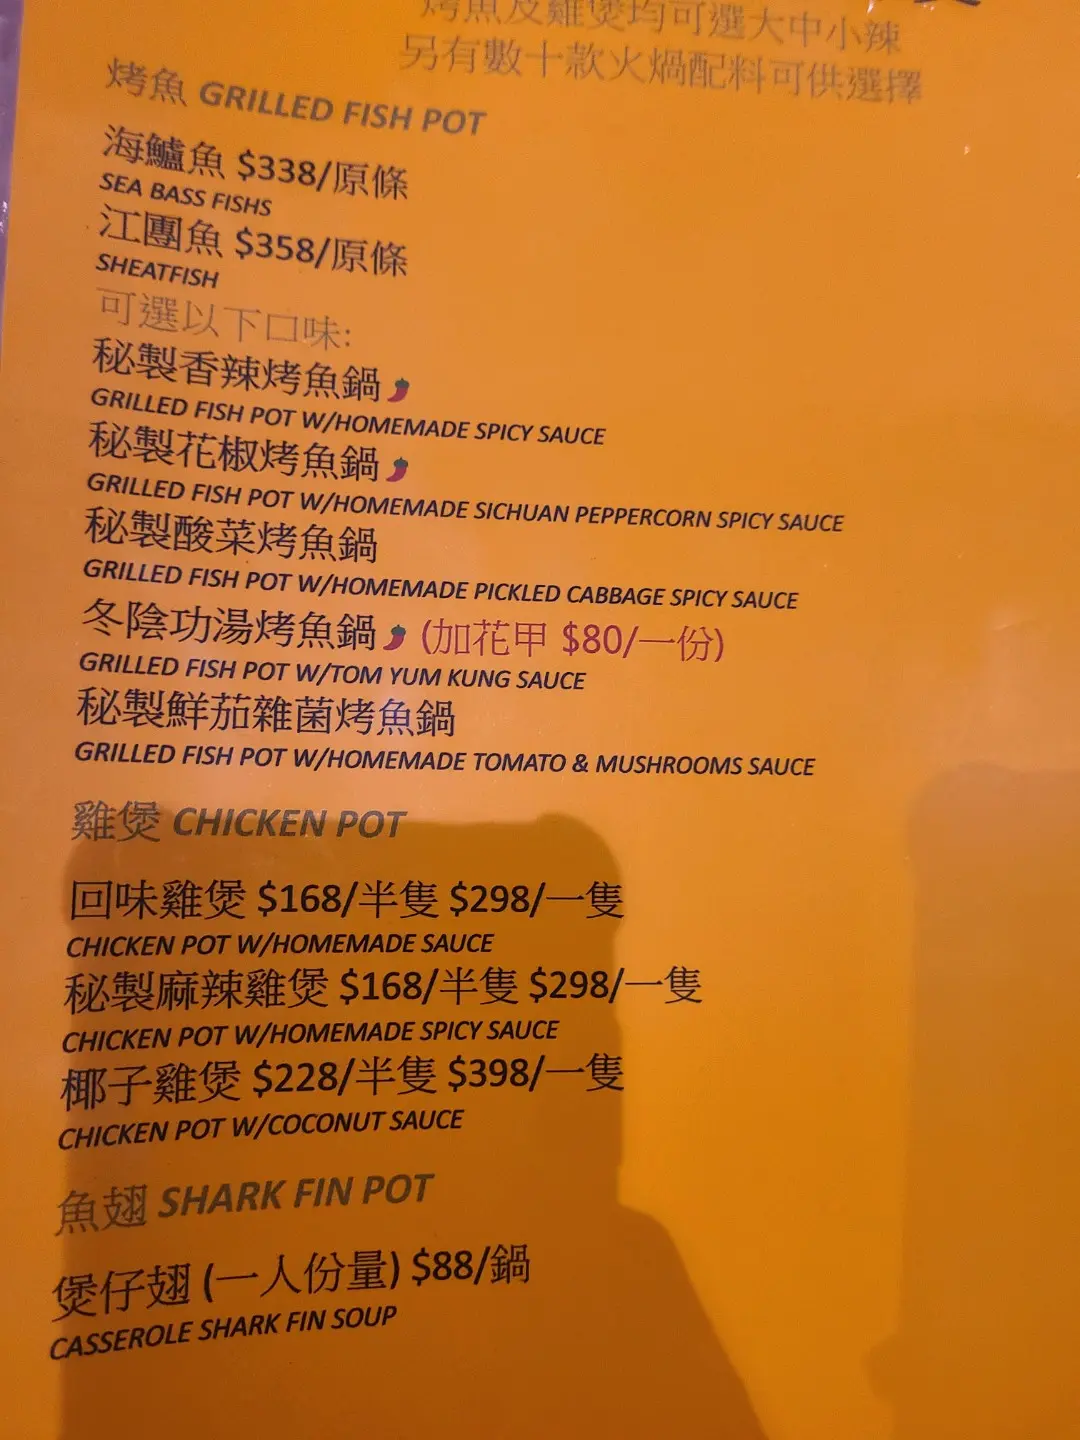 烤魚及雞煲均可選大中小辣
另有數十款火煱配料可供選擇
烤魚 GRILLED FISH POT
海鱸魚 $338/原條
SEA BASS FISHS
江團魚 $358/原條
SHEATFISH
可選以下口味:
秘製香辣烤魚鍋
GRILLED FISH POT W/HOMEMADE SPICY SAUCE
秘製花椒烤魚鍋
GRILLED FISH POT W/HOMEMADE SICHUAN PEPPERCORN SPICY SAUCE
秘製酸菜烤魚鍋
GRILLED FISH POT W/HOMEMADE PICKLED CABBAGE SPICY SAUCE
冬陰功湯烤魚鍋 (加花甲 $80/一份)
GRILLED FISH POT W/TOM YUM KUNG SAUCE
秘製鮮茄雜菌烤魚鍋
GRILLED FISH POT W/HOMEMADE TOMATO & MUSHROOMS SAUCE
雞煲 CHICKEN POT
回味雞煲 $168/半隻 $298/一隻
CHICKEN POT W/HOMEMADE SAUCE
秘製麻辣雞煲 $168/半隻 $298/一隻
CHICKEN POT W/HOMEMADE SPICY SAUCE
椰子雞煲 $228/半隻 $398/一隻
CHICKEN POT W/COCONUT SAUCE
魚翅 SHARK FIN POT
煲仔翅 (一人份量) $88/鍋
CASSEROLE SHARK FIN SOUP